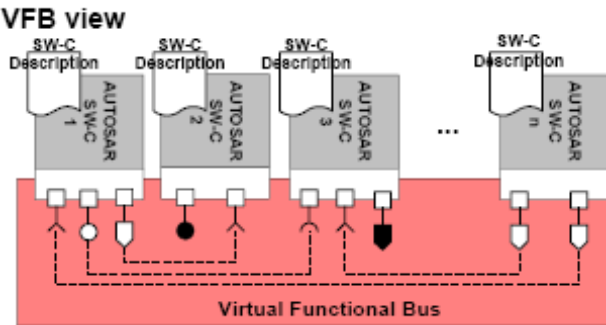 VFB view
SW-C
Description
AUTOSAR
SW-C
1
SW-C
Description
AUTOSAR
SW-C
2
SW-C
Description
AUTOSAR
SW-C
3
...
SW-C
Description
AUTOSAR
SW-C
n
Virtual Functional Bus